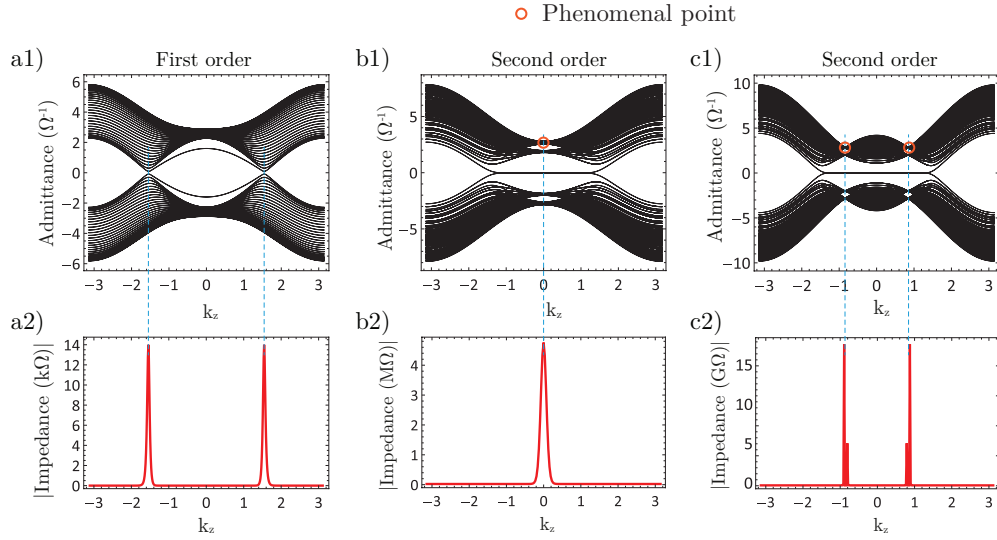 Phenomenal point
a1)
First order
Admittance (Ω⁻¹)
6
4
2
0
−2
−4
−6
−3 −2 −1 0 1 2 3
k_z
b1)
Second order
Admittance (Ω⁻¹)
5
0
−5
−3 −2 −1 0 1 2 3
k_z
c1)
Second order
Admittance (Ω⁻¹)
10
5
0
−5
−10
−3 −2 −1 0 1 2 3
k_z
a2)
|Impedance (kΩ)|
14
12
10
8
6
4
2
0
−3 −2 −1 0 1 2 3
k_z
b2)
|Impedance (MΩ)|
4
3
2
1
0
−3 −2 −1 0 1 2 3
k_z
c2)
|Impedance (GΩ)|
15
10
5
0
−3 −2 −1 0 1 2 3
k_z